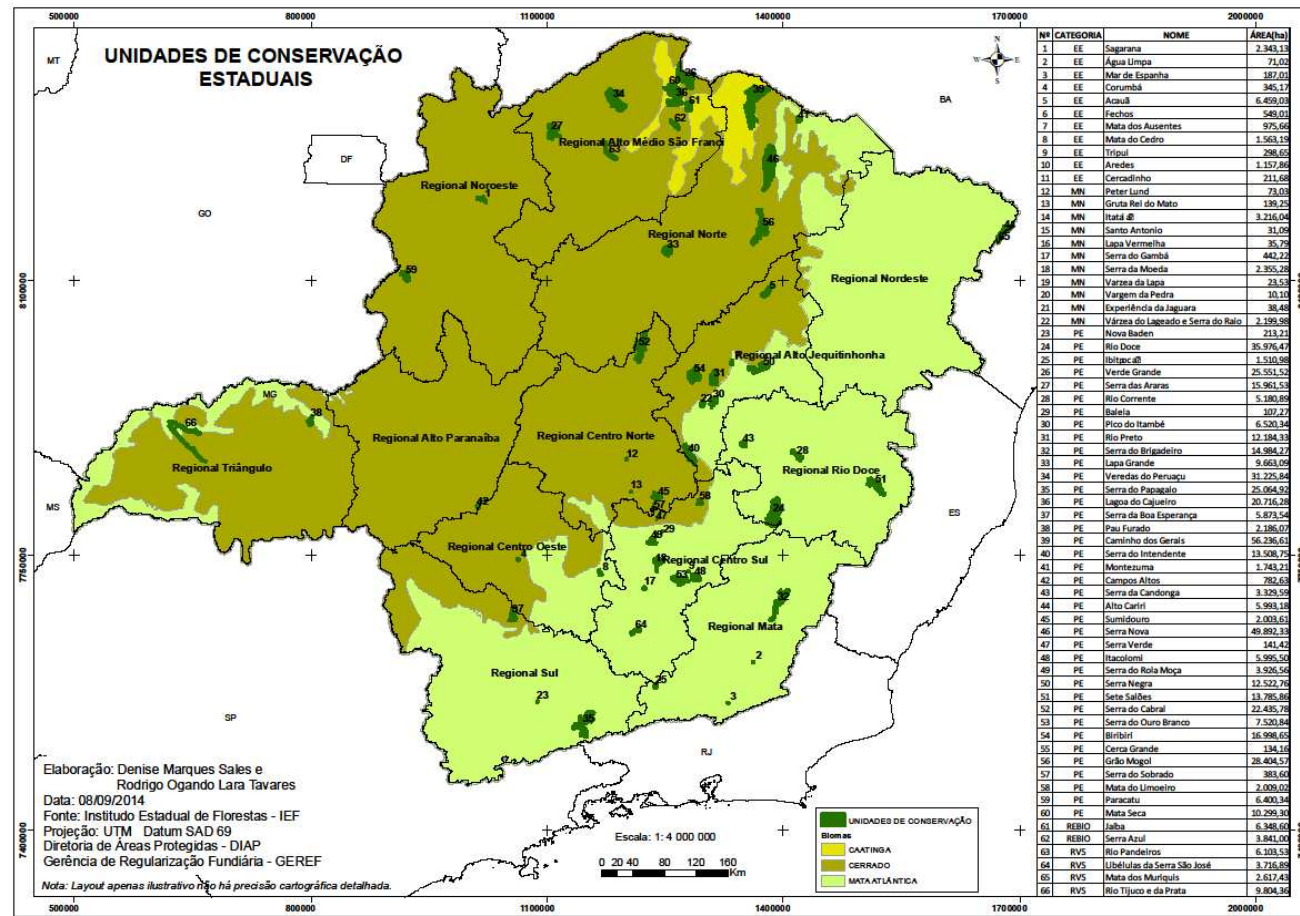 500000 800000 1100000 1400000 1700000 2000000
UNIDADES DE CONSERVAÇÃO
ESTADUAIS
N
E
S
MT
BA
DF
GO
MG
MS
ES
SP
RJ
8100000
7750000
7400000
Regional Alto Médio São Franci
Regional Noroeste
Regional Norte
Regional Nordeste
Regional Alto Jequitinhonha
Regional Alto Paranaíba
Regional Centro Norte
Regional Triângulo
Regional Rio Doce
Regional Centro Oeste
Regional Centro Sul
Regional Mata
Regional Sul
Elaboração: Denise Marques Sales e
Rodrigo Ogando Lara Tavares
Data: 08/09/2014
Fonte: Institudo Estadual de Florestas - IEF
Projeção: UTM Datum SAD 69
Diretoria de Áreas Protegidas - DIAP
Gerência de Regularização Fundiária - GEREF
Nota: Layout apenas ilustrativo não há precisão cartográfica detalhada.
Escala: 1: 4 000 000
0 20 40 80 120 160
Km
UNIDADES DE CONSERVAÇÃO
Biomas
CAATINGA
CERRADO
MATA ATLÂNTICA
500000 800000 1100000 1400000 1700000 2000000
Nº CATEGORIA NOME ÁREA(ha)
1 EE Sagarana 2.343,13
2 EE Água Limpa 71,02
3 EE Mar de Espanha 187,01
4 EE Corumbá 345,17
5 EE Acauã 6.459,03
6 EE Fechos 549,01
7 EE Mata dos Ausentes 975,66
8 EE Mata do Cedro 1.563,19
9 EE Tripuí 298,65
10 EE Aredes 1.157,86
11 EE Cercadinho 211,68
12 MN Peter Lund 73,03
13 MN Gruta Rei do Mato 139,25
14 MN 3.216,04
15 MN Santo Antonio 31,09
16 MN Lapa Vermelha 35,79
17 MN Serra do Gambá 442,22
18 MN Serra da Moeda 2.355,28
19 MN Varzea da Lapa 23,53
20 MN Vargem da Pedra 10,10
21 MN Experiência da Jaguara 38,48
22 MN Várzea do Lageado e Serra do Raio 2.199,98
23 PE Nova Baden 213,21
24 PE Rio Doce 35.976,47
25 PE 1.510,98
26 PE Verde Grande 25.551,52
27 PE Serra das Araras 15.961,53
28 PE Rio Corrente 5.180,89
29 PE Baleia 107,27
30 PE Pico do Itambé 6.520,34
31 PE Rio Preto 12.184,33
32 PE Serra do Brigadeiro 14.984,27
33 PE Lapa Grande 9.663,09
34 PE Veredas do Peruaçu 31.225,84
35 PE Serra do Papagaio 25.064,92
36 PE Lagoa do Cajueiro 20.716,28
37 PE Serra da Boa Esperança 5.873,54
38 PE Pau Furado 2.186,07
39 PE Caminho dos Gerais 56.236,61
40 PE Serra do Intendente 13.508,75
41 PE Montezuma 1.743,21
42 PE Campos Altos 782,63
43 PE Serra da Candonga 3.329,59
44 PE Alto Cariri 5.993,18
45 PE Sumidouro 2.003,61
46 PE Serra Nova 49.892,33
47 PE Serra Verde 141,42
48 PE Itacolomi 5.995,50
49 PE Serra do Rola Moça 3.926,56
50 PE Serra Negra 12.522,76
51 PE Sete Salões 13.785,86
52 PE Serra do Cabral 22.435,78
53 PE Serra do Ouro Branco 7.520,84
54 PE Biribiri 16.998,65
55 PE Cerca Grande 134,16
56 PE Grão Mogol 28.404,57
57 PE Serra do Sobrado 383,60
58 PE Mata do Limoeiro 2.009,02
59 PE Paracatu 6.400,34
60 PE Mata Seca 10.299,30
61 REBIO Jaíba 6.348,60
62 REBIO Serra Azul 3.841,00
63 RVS Rio Pandeiros 6.103,53
64 RVS Libélulas da Serra São José 3.716,89
65 RVS Mata dos Muriquis 2.617,43
66 RVS Rio Tijuco e da Prata 9.804,36